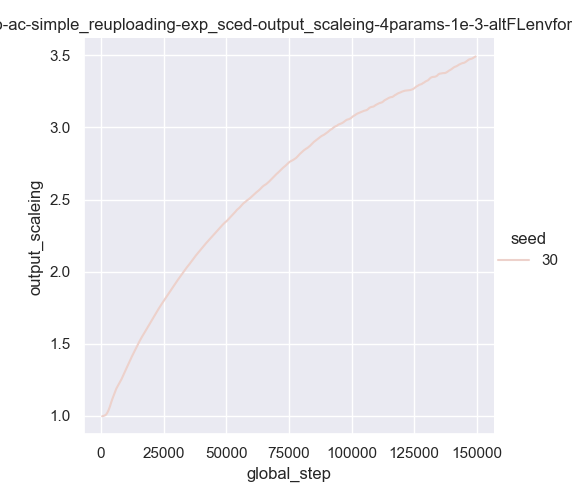 o-ac-simple_reuploading-exp_sced-output_scaleing-4params-1e-3-altFLenvfor
3.5
3.0
2.5
2.0
1.5
1.0
output_scaleing
0 25000 50000 75000 100000 125000 150000
global_step
seed
30